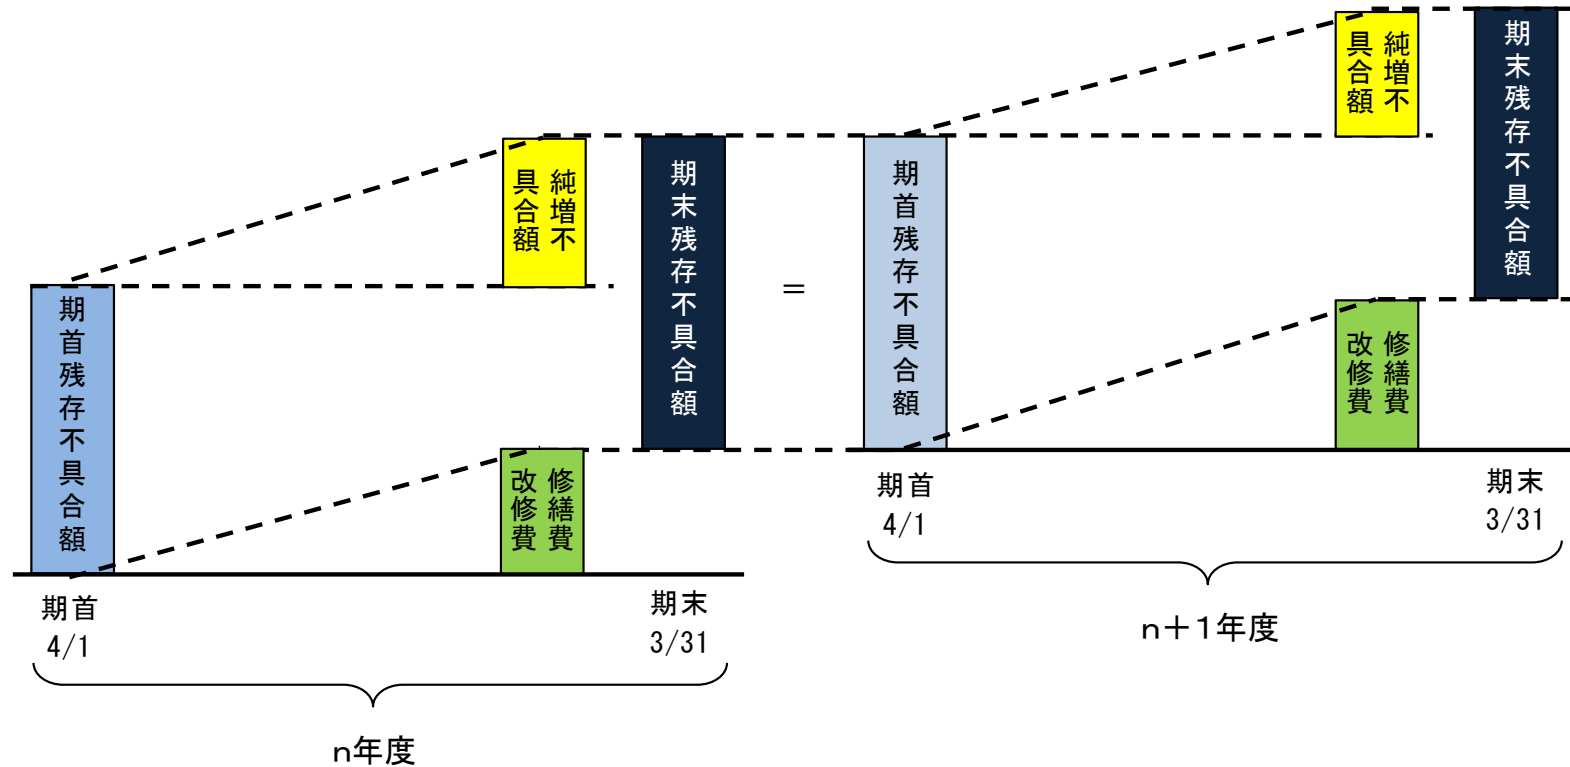 期首残存不具合額
純増不
具合額
修繕費
改修費
期末残存不具合額
期首
4/1
期末
3/31
n年度
=
期首残存不具合額
純増不
具合額
修繕費
改修費
期末残存不具合額
期首
4/1
期末
3/31
n+1年度